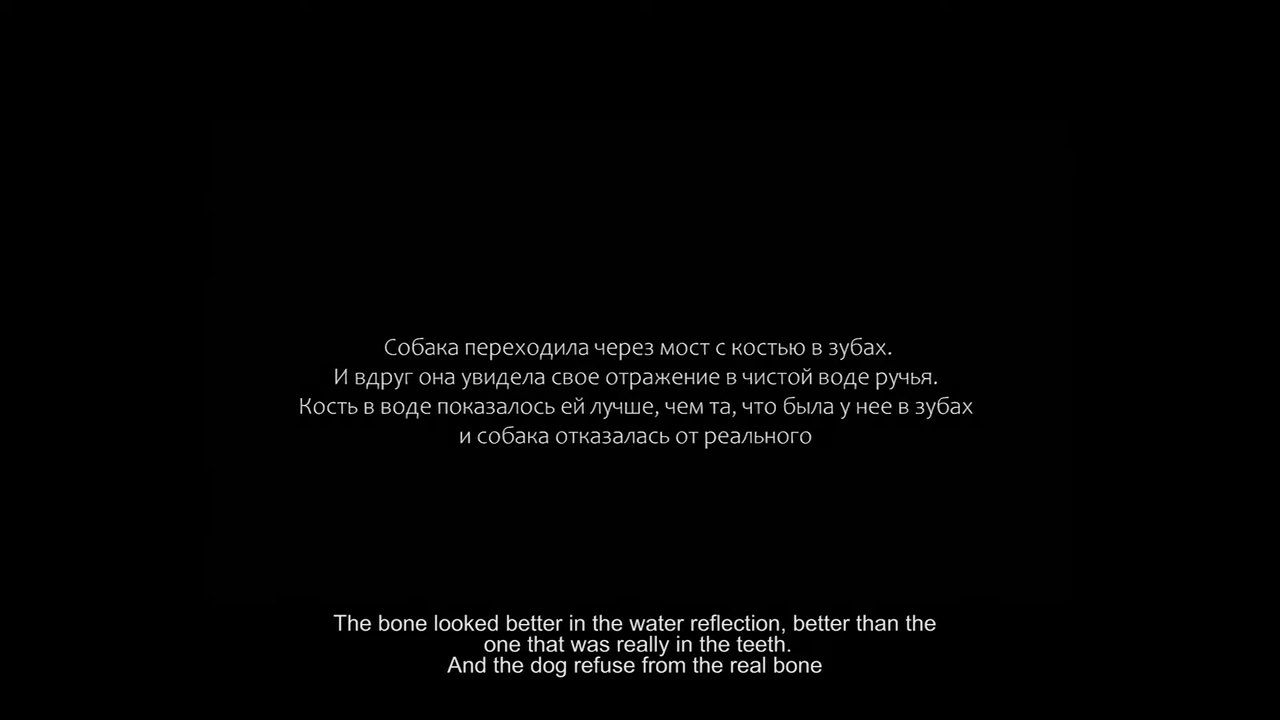 Собака переходила через мост с костью в зубах.
И вдруг она увидела свое отражение в чистой воде ручья.
Кость в воде показалось ей лучше, чем та, что была у нее в зубах
и собака отказалась от реального
The bone looked better in the water reflection, better than the
one that was really in the teeth.
And the dog refuse from the real bone